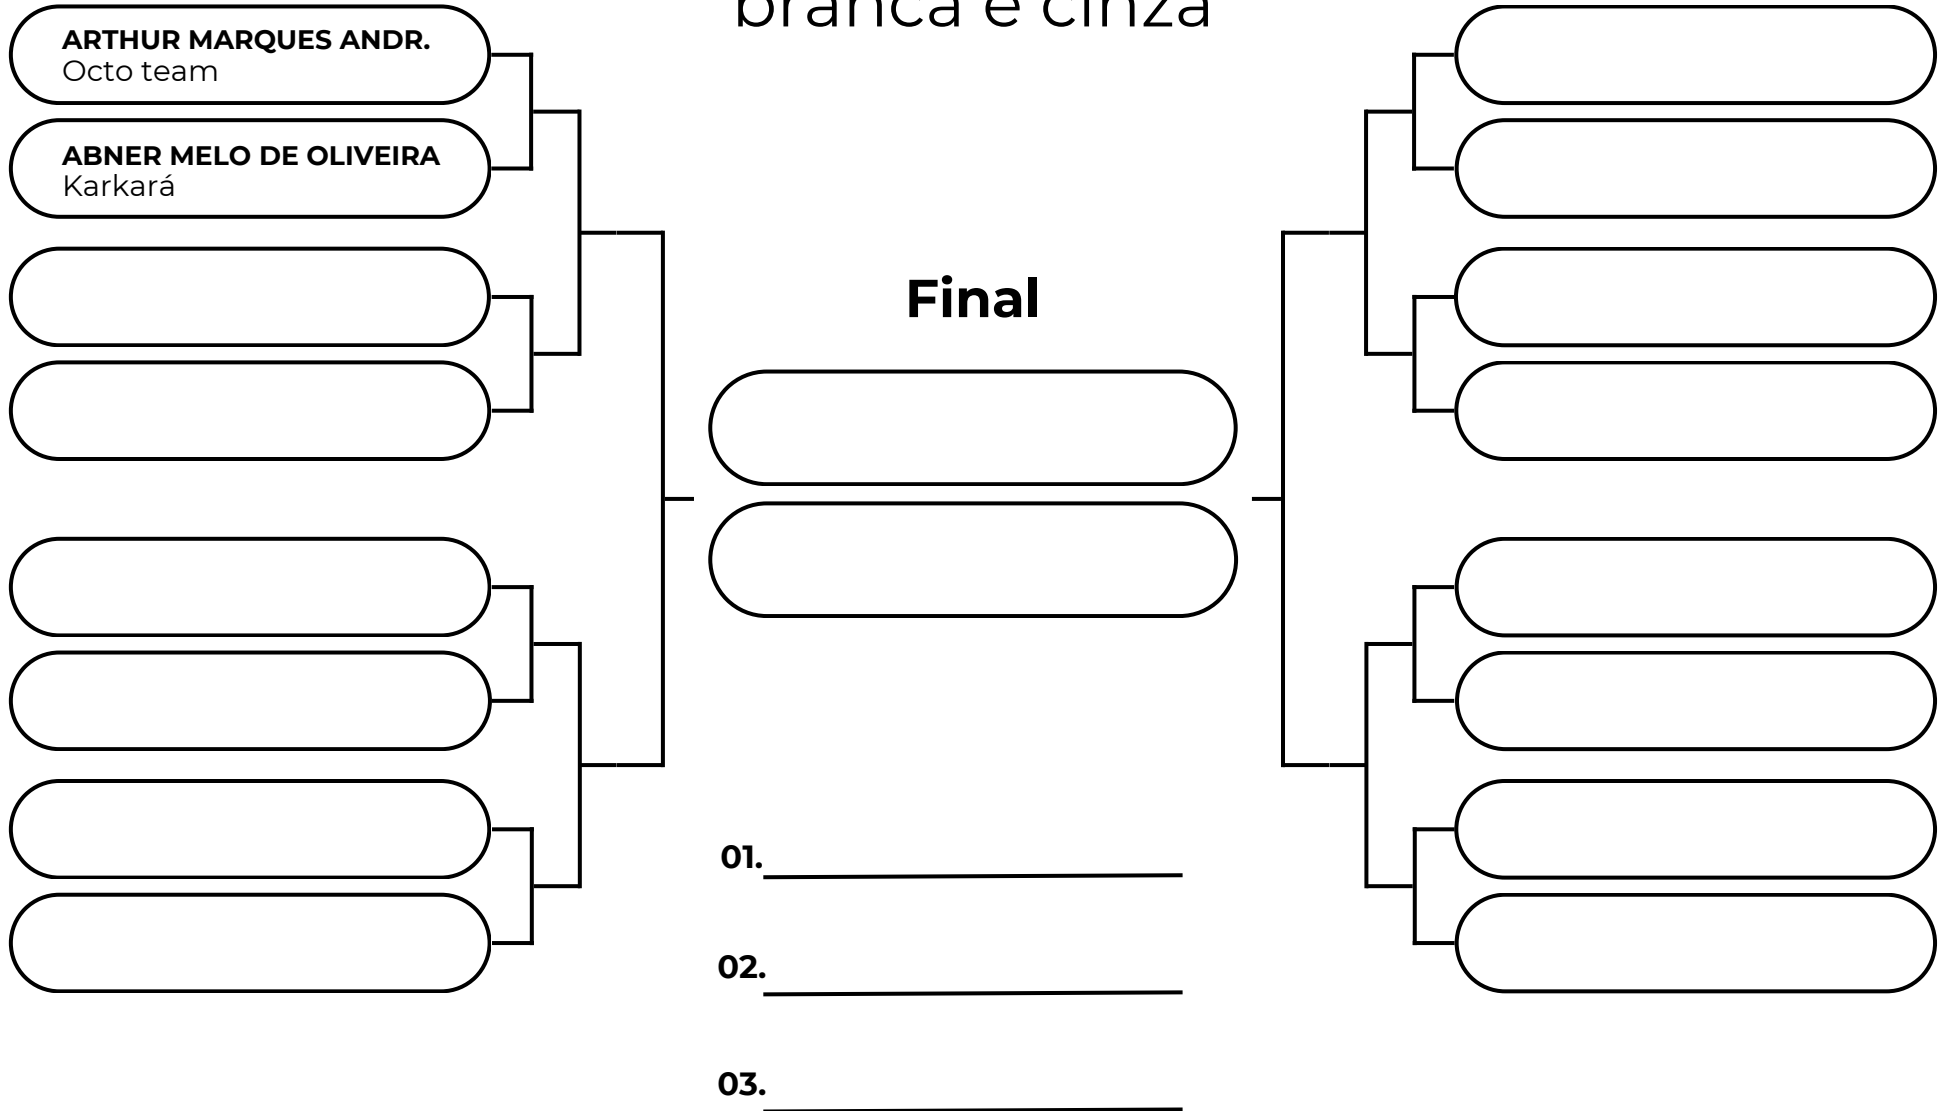 branca e cinza
ARTHUR MARQUES ANDR.
Octo team
ABNER MELO DE OLIVEIRA
Karkará
Final
01.
02.
03.